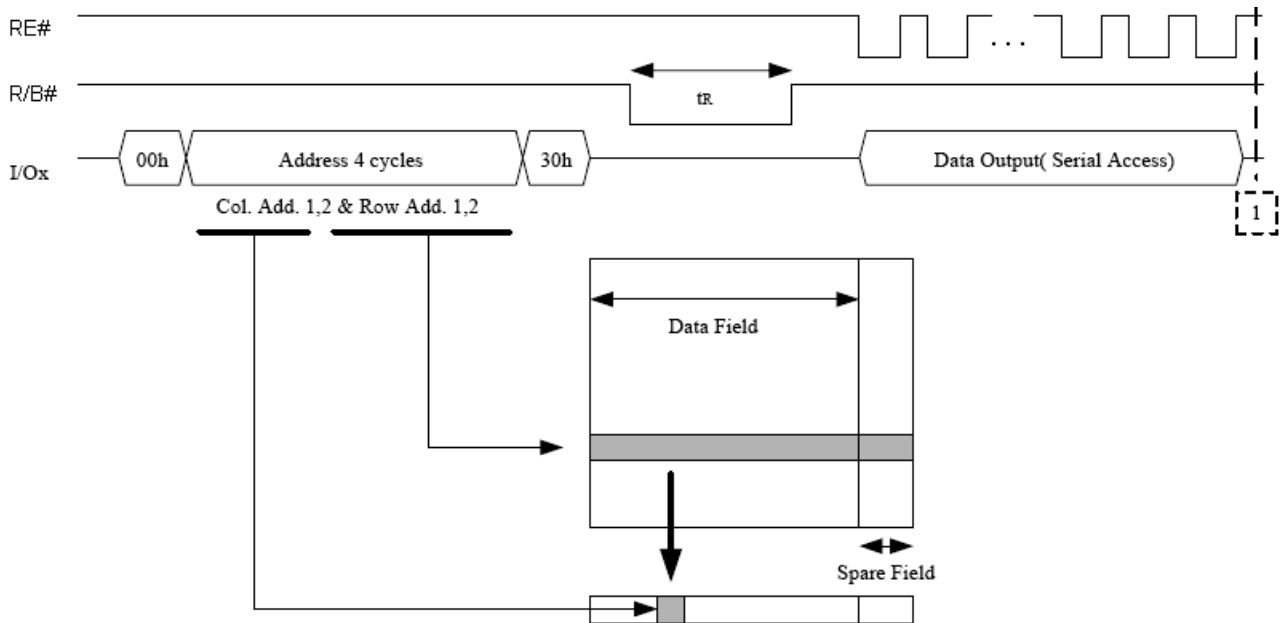 RE#
. . .
R/B#
tR
I/Ox
00h
Address 4 cycles
30h
Data Output( Serial Access)
Col. Add. 1,2 & Row Add. 1,2
1
Data Field
Spare Field